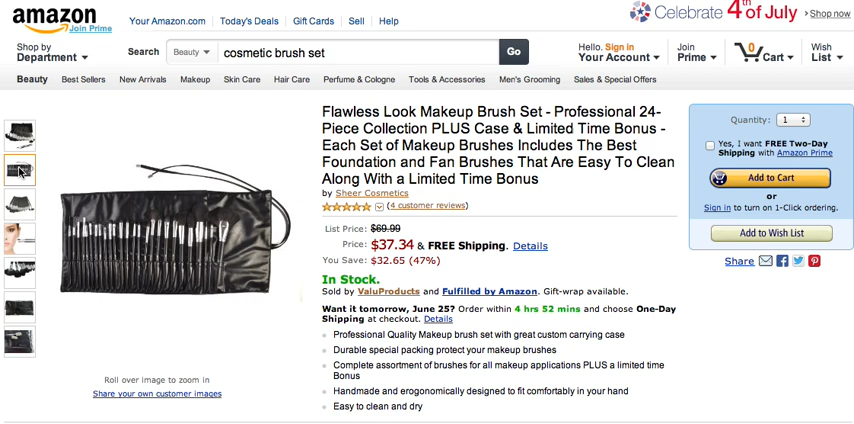 amazon
Join Prime
Your Amazon.com | Today's Deals | Gift Cards | Sell | Help
Celebrate 4th of July › Shop now
Shop by
Department
Search
Beauty
cosmetic brush set
Go
Hello. Sign in
Your Account
Join
Prime
0
Cart
Wish
List
Beauty Best Sellers New Arrivals Makeup Skin Care Hair Care Perfume & Cologne Tools & Accessories Men's Grooming Sales & Special Offers
Flawless Look Makeup Brush Set - Professional 24-
Piece Collection PLUS Case & Limited Time Bonus -
Each Set of Makeup Brushes Includes The Best
Foundation and Fan Brushes That Are Easy To Clean
Along With a Limited Time Bonus
by Sheer Cosmetics
(4 customer reviews)
List Price: $69.99
Price: $37.34 & FREE Shipping. Details
You Save: $32.65 (47%)
In Stock.
Sold by ValuProducts and Fulfilled by Amazon. Gift-wrap available.
Want it tomorrow, June 25? Order within 4 hrs 52 mins and choose One-Day
Shipping at checkout. Details
Professional Quality Makeup brush set with great custom carrying case
Durable special packing protect your makeup brushes
Complete assortment of brushes for all makeup applications PLUS a limited time
Bonus
Handmade and erogonomically designed to fit comfortably in your hand
Easy to clean and dry
Roll over image to zoom in
Share your own customer images
Quantity: 1
Yes, I want FREE Two-Day
Shipping with Amazon Prime
Add to Cart
or
Sign in to turn on 1-Click ordering.
Add to Wish List
Share